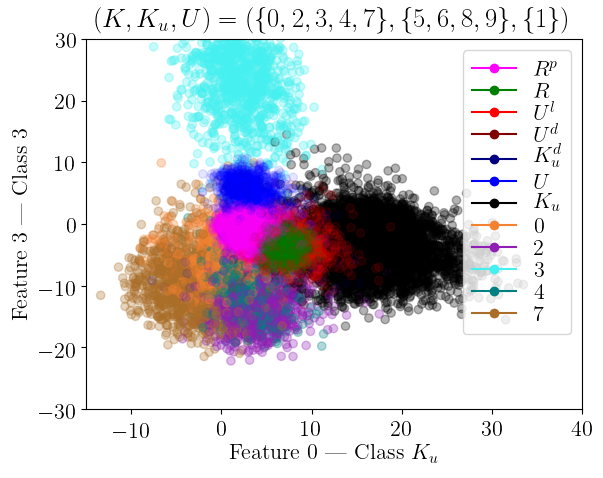 (K, K_u, U) = ({0, 2, 3, 4, 7}, {5, 6, 8, 9}, {1})
30
20
10
0
−10
−20
−30
Feature 3 — Class 3
R^p
R
U^l
U^d
K_u^d
U
K_u
0
2
3
4
7
−10
0
10
20
30
40
Feature 0 — Class K_u